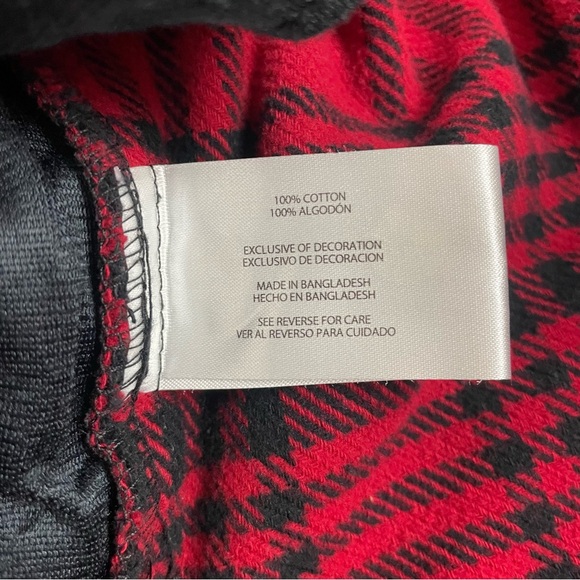 100% COTTON
100% ALGODÓN
EXCLUSIVE OF DECORATION
EXCLUSIVO DE DECORACION
MADE IN BANGLADESH
HECHO EN BANGLADESH
SEE REVERSE FOR CARE
VER AL REVERSO PARA CUIDADO